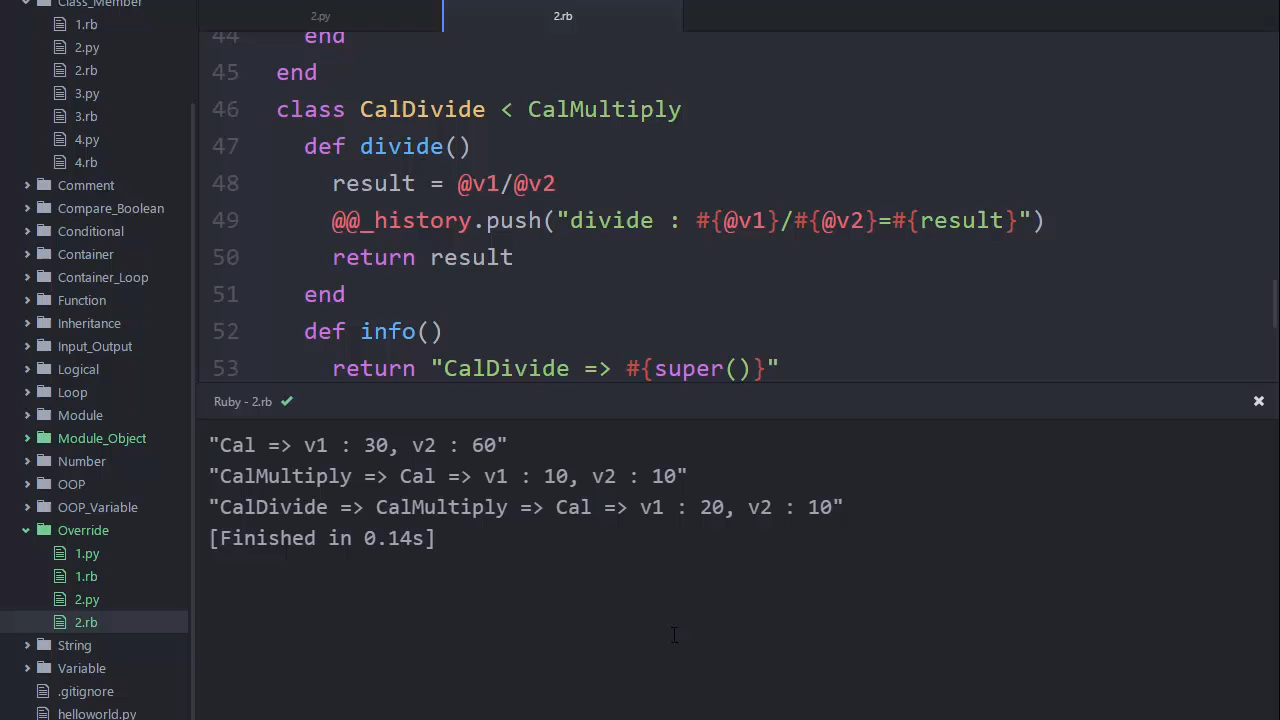 Class_Member
1.rb
2.py
2.rb
3.py
3.rb
4.py
4.rb
Comment
Compare_Boolean
Conditional
Container
Container_Loop
Function
Inheritance
Input_Output
Logical
Loop
Module
Module_Object
Number
OOP
OOP_Variable
Override
1.py
1.rb
2.py
2.rb
String
Variable
.gitignore
helloworld.py
2.py
2.rb
44 end
45 end
46 class CalDivide < CalMultiply
47 def divide()
48 result = @v1/@v2
49 @@_history.push("divide : #{@v1}/#{@v2}=#{result}")
50 return result
51 end
52 def info()
53 return "CalDivide => #{super()}"
Ruby - 2.rb
"Cal => v1 : 30, v2 : 60"
"CalMultiply => Cal => v1 : 10, v2 : 10"
"CalDivide => CalMultiply => Cal => v1 : 20, v2 : 10"
[Finished in 0.14s]